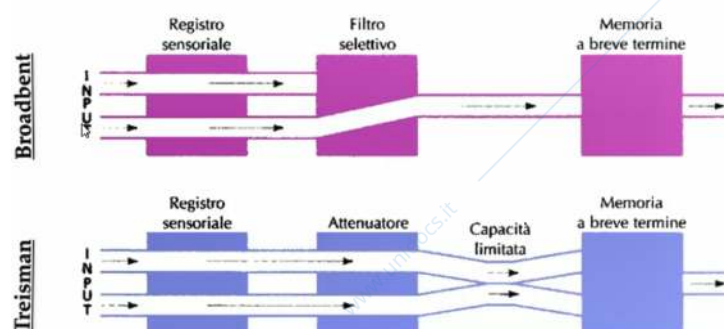 Broadbent
Registro
sensoriale
Filtro
selettivo
Memoria
a breve termine
INPUT
Treisman
Registro
sensoriale
Attenuatore
Capacità
limitata
Memoria
a breve termine
INPUT